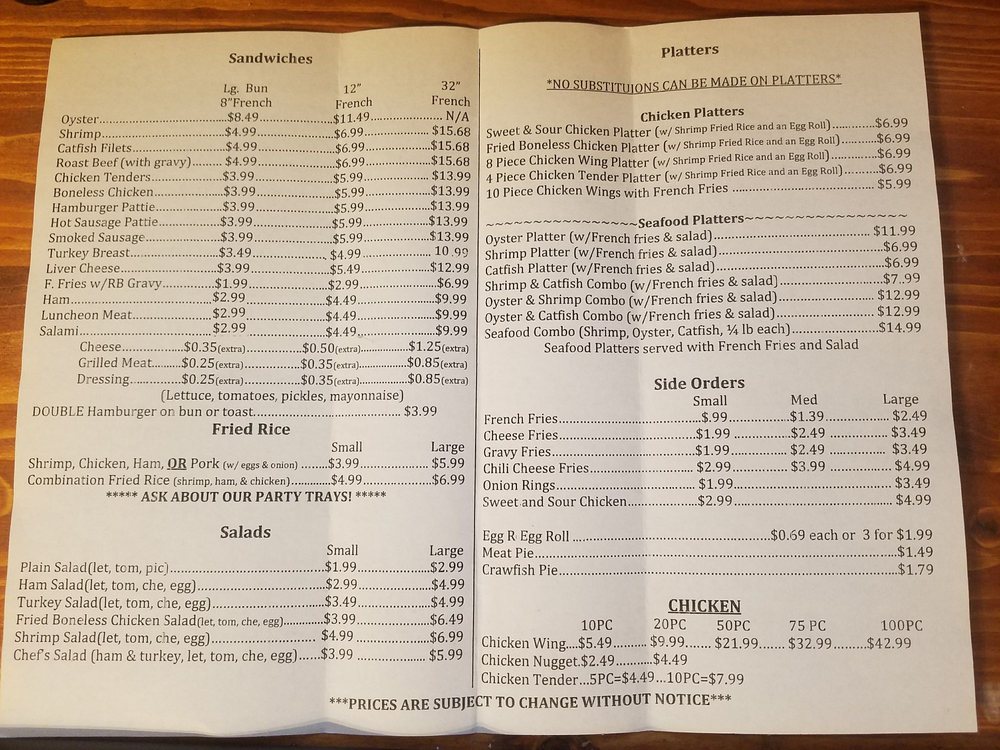 Sandwiches
Lg. Bun 12" 32"
8"French French French
Oyster...$8.49...$11.49...N/A
Shrimp...$4.99...$6.99...$15.68
Catfish Filets...$4.99...$6.99...$15.68
Roast Beef (with gravy)...$4.99...$6.99...$15.68
Chicken Tenders...$3.99...$5.99...$13.99
Boneless Chicken...$3.99...$5.99...$13.99
Hamburger Pattie...$3.99...$5.99...$13.99
Hot Sausage Pattie...$3.99...$5.99...$13.99
Smoked Sausage...$3.99...$5.99...$13.99
Turkey Breast...$3.49...$4.99...10.99
Liver Cheese...$3.99...$5.49...$12.99
F. Fries w/RB Gravy...$1.99...$2.99...$6.99
Ham...$2.99...$4.49...$9.99
Luncheon Meat...$2.99...$4.49...$9.99
Salami...$2.99...$4.49...$9.99
Cheese...$0.35(extra)...$0.50(extra)...$1.25(extra)
Grilled Meat...$0.25(extra)...$0.35(extra)...$0.85(extra)
Dressing...$0.25(extra)...$0.35(extra)...$0.85(extra)
(Lettuce, tomatoes, pickles, mayonnaise)
DOUBLE Hamburger on bun or toast...$3.99
Fried Rice
Small Large
Shrimp, Chicken, Ham, OR Pork (w/ eggs & onion) ...$3.99...$5.99
Combination Fried Rice (shrimp, ham, & chicken)...$4.99...$6.99
***** ASK ABOUT OUR PARTY TRAYS! *****
Salads
Small Large
Plain Salad(let, tom, pic)...$1.99...$2.99
Ham Salad(let, tom, che, egg)...$2.99...$4.99
Turkey Salad(let, tom, che, egg)...$3.49...$4.99
Fried Boneless Chicken Salad(let, tom, che, egg)...$3.99...$6.49
Shrimp Salad(let, tom, che, egg)...$4.99...$6.99
Chef's Salad (ham & turkey, let, tom, che, egg)...$3.99...$5.99
Platters
*NO SUBSTITUIONS CAN BE MADE ON PLATTERS*
Chicken Platters
Sweet & Sour Chicken Platter (w/ Shrimp Fried Rice and an Egg Roll)...$6.99
Fried Boneless Chicken Platter (w/ Shrimp Fried Rice and an Egg Roll)...$6.99
8 Piece Chicken Wing Platter (w/ Shrimp Fried Rice and an Egg Roll)...$6.99
4 Piece Chicken Tender Platter (w/ Shrimp Fried Rice and an Egg Roll)...$6.99
10 Piece Chicken Wings with French Fries ...$5.99
~~~~~~~~~~~~~~Seafood Platters~~~~~~~~~~~~~~~
Oyster Platter (w/French fries & salad)...$11.99
Shrimp Platter (w/French fries & salad)...$6.99
Catfish Platter (w/French fries & salad)...$6.99
Shrimp & Catfish Combo (w/French fries & salad)...$7..99
Oyster & Shrimp Combo (w/French fries & salad)...$12.99
Oyster & Catfish Combo (w/French fries & salad)...$12.99
Seafood Combo (Shrimp, Oyster, Catfish, ¼ lb each)...$14.99
Seafood Platters served with French Fries and Salad
Side Orders
Small Med Large
French Fries...$.99...$1.39...$2.49
Cheese Fries...$1.99...$2.49...$3.49
Gravy Fries...$1.99...$2.49...$3.49
Chili Cheese Fries...$2.99...$3.99...$4.99
Onion Rings...$1.99...$3.49
Sweet and Sour Chicken...$2.99...$4.99
Egg R Egg Roll ...$0.69 each or 3 for $1.99
Meat Pie...$1.49
Crawfish Pie...$1.79
CHICKEN
10PC 20PC 50PC 75 PC 100PC
Chicken Wing....$5.49...$9.99...$21.99...$32.99...$42.99
Chicken Nugget.$2.49...$4.49
Chicken Tender...5PC=$4.49...10PC=$7.99
***PRICES ARE SUBJECT TO CHANGE WITHOUT NOTICE***